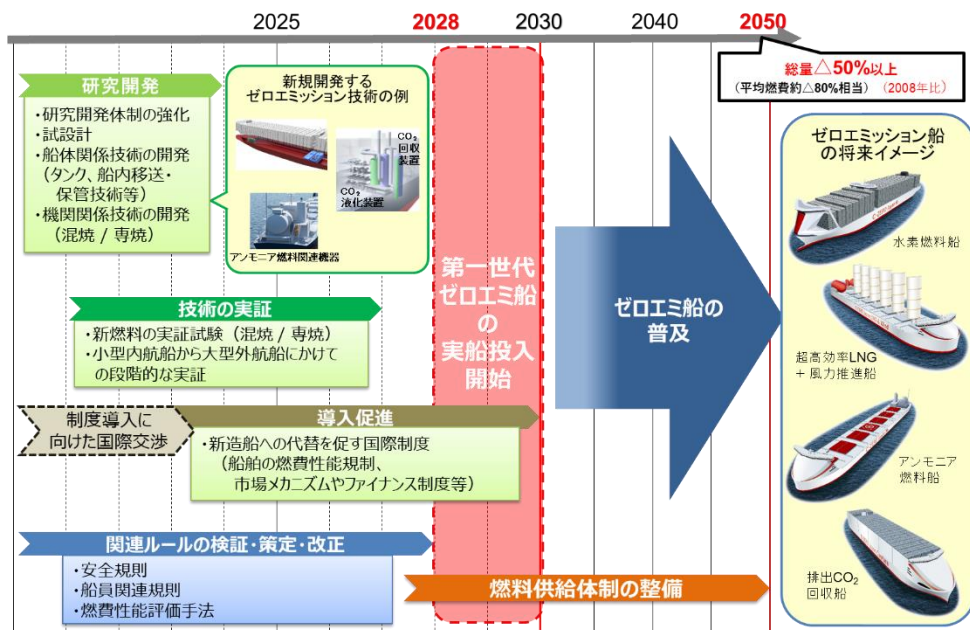 2025
2028
2030
2040
2050
総量△50%以上
(平均燃費約△80%相当) (2008年比)
研究開発
・研究開発体制の強化
・試設計
・船体関係技術の開発
(タンク、船内移送・
保管技術等)
・機関関係技術の開発
(混焼 / 専焼)
新規開発する
ゼロエミッション技術の例
CO₂
回収
装置
CO₂
液化装置
アンモニア燃料関連機器
技術の実証
・新燃料の実証試験(混焼 / 専焼)
・小型内航船から大型外航船にかけて
の段階的な実証
制度導入に
向けた国際交渉
導入促進
・新造船への代替を促す国際制度
(船舶の燃費性能規制、
市場メカニズムやファイナンス制度等)
関連ルールの検証・策定・改正
・安全規則
・船員関連規則
・燃費性能評価手法
第一世代
ゼロエミ船
の
実船投入
開始
燃料供給体制の整備
ゼロエミ船の
普及
ゼロエミッション船
の将来イメージ
水素燃料船
超高効率LNG
+ 風力推進船
アンモニア
燃料船
排出CO₂
回収船